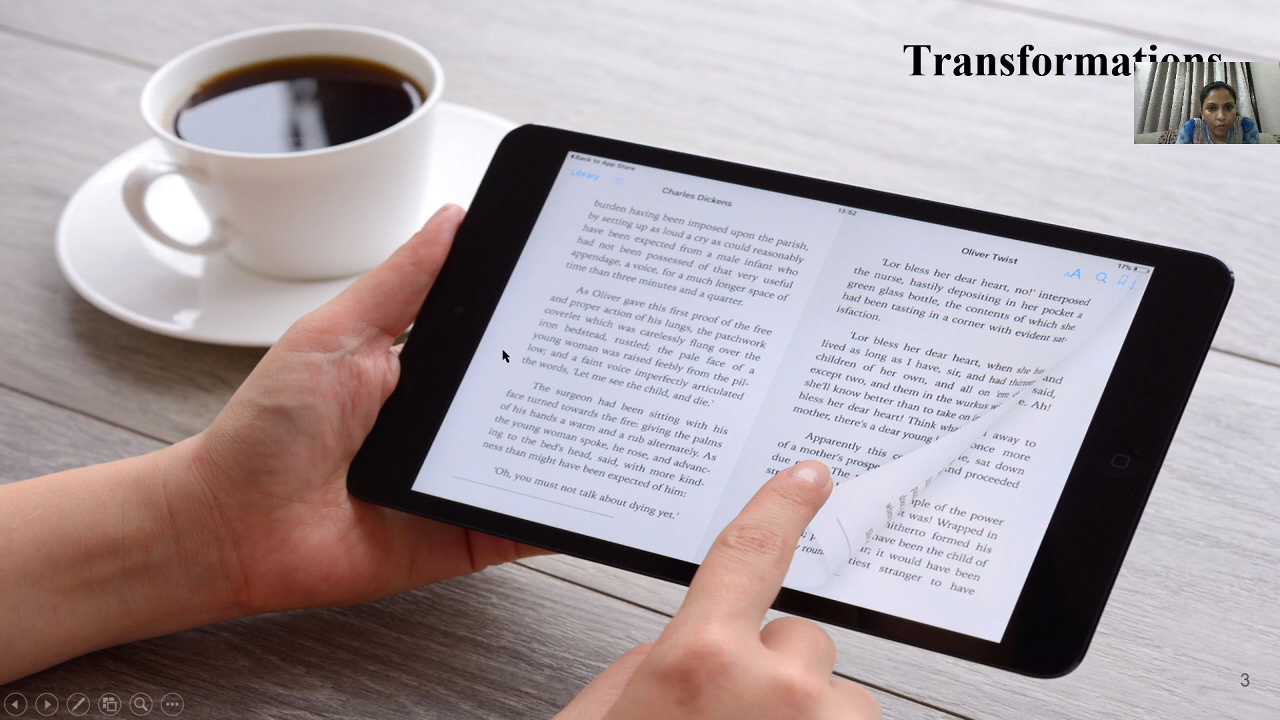 Transformations
Back to App Store
Library
Charles Dickens
burden having been imposed upon the parish,
by setting up as loud a cry as could reasonably
have been expected from a male infant who
had not been possessed of that very useful
appendage, a voice, for a much longer space of
time than three minutes and a quarter.
As Oliver gave this first proof of the free
and proper action of his lungs, the patchwork
coverlet which was carelessly flung over the
iron bedstead, rustled; the pale face of a
young woman was raised feebly from the pil-
low; and a faint voice imperfectly articulated
the words, 'Let me see the child, and die.'
The surgeon had been sitting with his
face turned towards the fire: giving the palms
of his hands a warm and a rub alternately. As
the young woman spoke, he rose, and advanc-
ing to the bed's head, said, with more kind-
ness than might have been expected of him:
'Oh, you must not talk about dying yet.'
13:52
17%
Oliver Twist
AA
'Lor bless her dear heart, no!' interposed
the nurse, hastily depositing in her pocket a
green glass bottle, the contents of which she
had been tasting in a corner with evident sat-
isfaction.
'Lor bless her dear heart, when she has
lived as long as I have, sir, and had thirteen
children of her own, and all on 'em
except two, and them in the wurkus
she'll know better than to take on
bless her dear heart! Think
mother, there's a dear young
and
said,
e. Ah!
away to
once more
Apparently this
of a mother's
due
The
e, sat down
and proceeded
ple of the power
it was! Wrapped in
hitherto formed his
have been the child of
it would have been
stranger to have
3